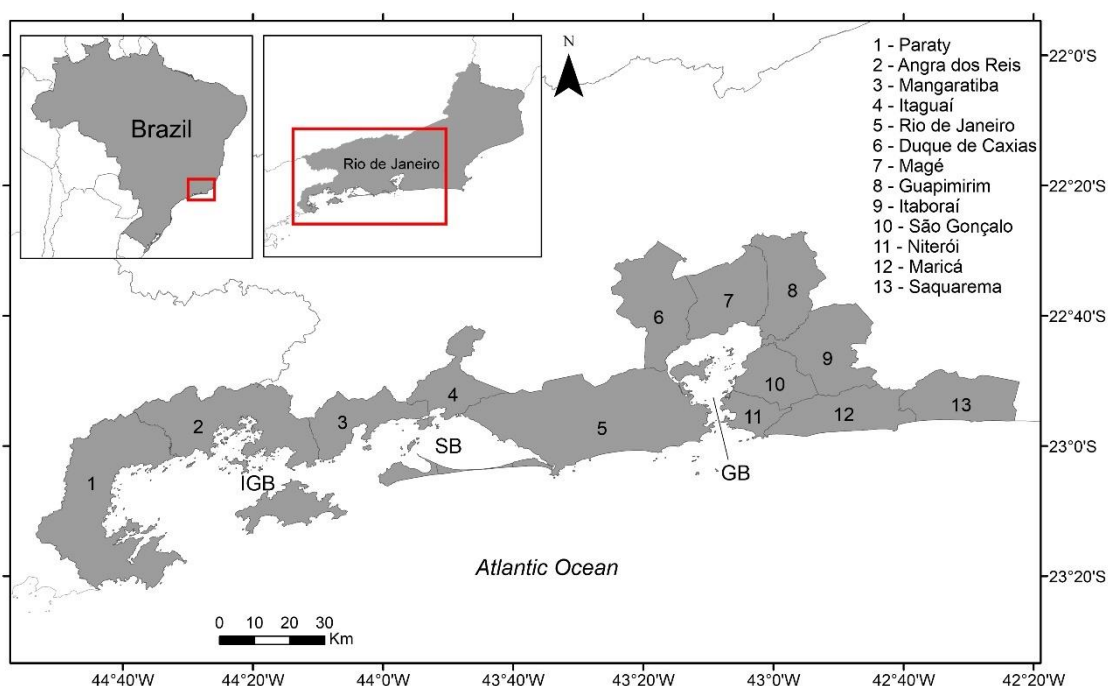 Brazil
Rio de Janeiro
N
1 - Paraty
2 - Angra dos Reis
3 - Mangaratiba
4 - Itaguaí
5 - Rio de Janeiro
6 - Duque de Caxias
7 - Magé
8 - Guapimirim
9 - Itaboraí
10 - São Gonçalo
11 - Niterói
12 - Maricá
13 - Saquarema
22°0'S
22°20'S
22°40'S
23°0'S
23°20'S
6
7
8
9
10
11
12
13
2
3
4
5
1
SB
IGB
GB
Atlantic Ocean
0 10 20 30
Km
44°40'W 44°20'W 44°0'W 43°40'W 43°20'W 43°0'W 42°40'W 42°20'W